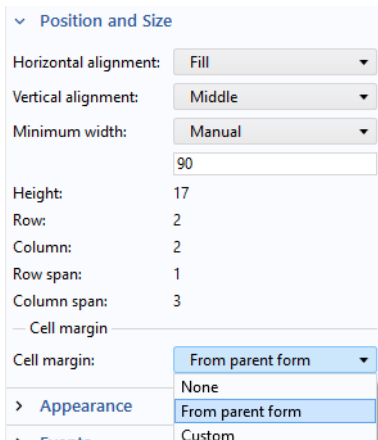 Position and Size
Horizontal alignment: Fill
Vertical alignment: Middle
Minimum width: Manual
90
Height: 17
Row: 2
Column: 2
Row span: 1
Column span: 3
Cell margin
Cell margin: From parent form
None
Appearance
From parent form
Events
Custom